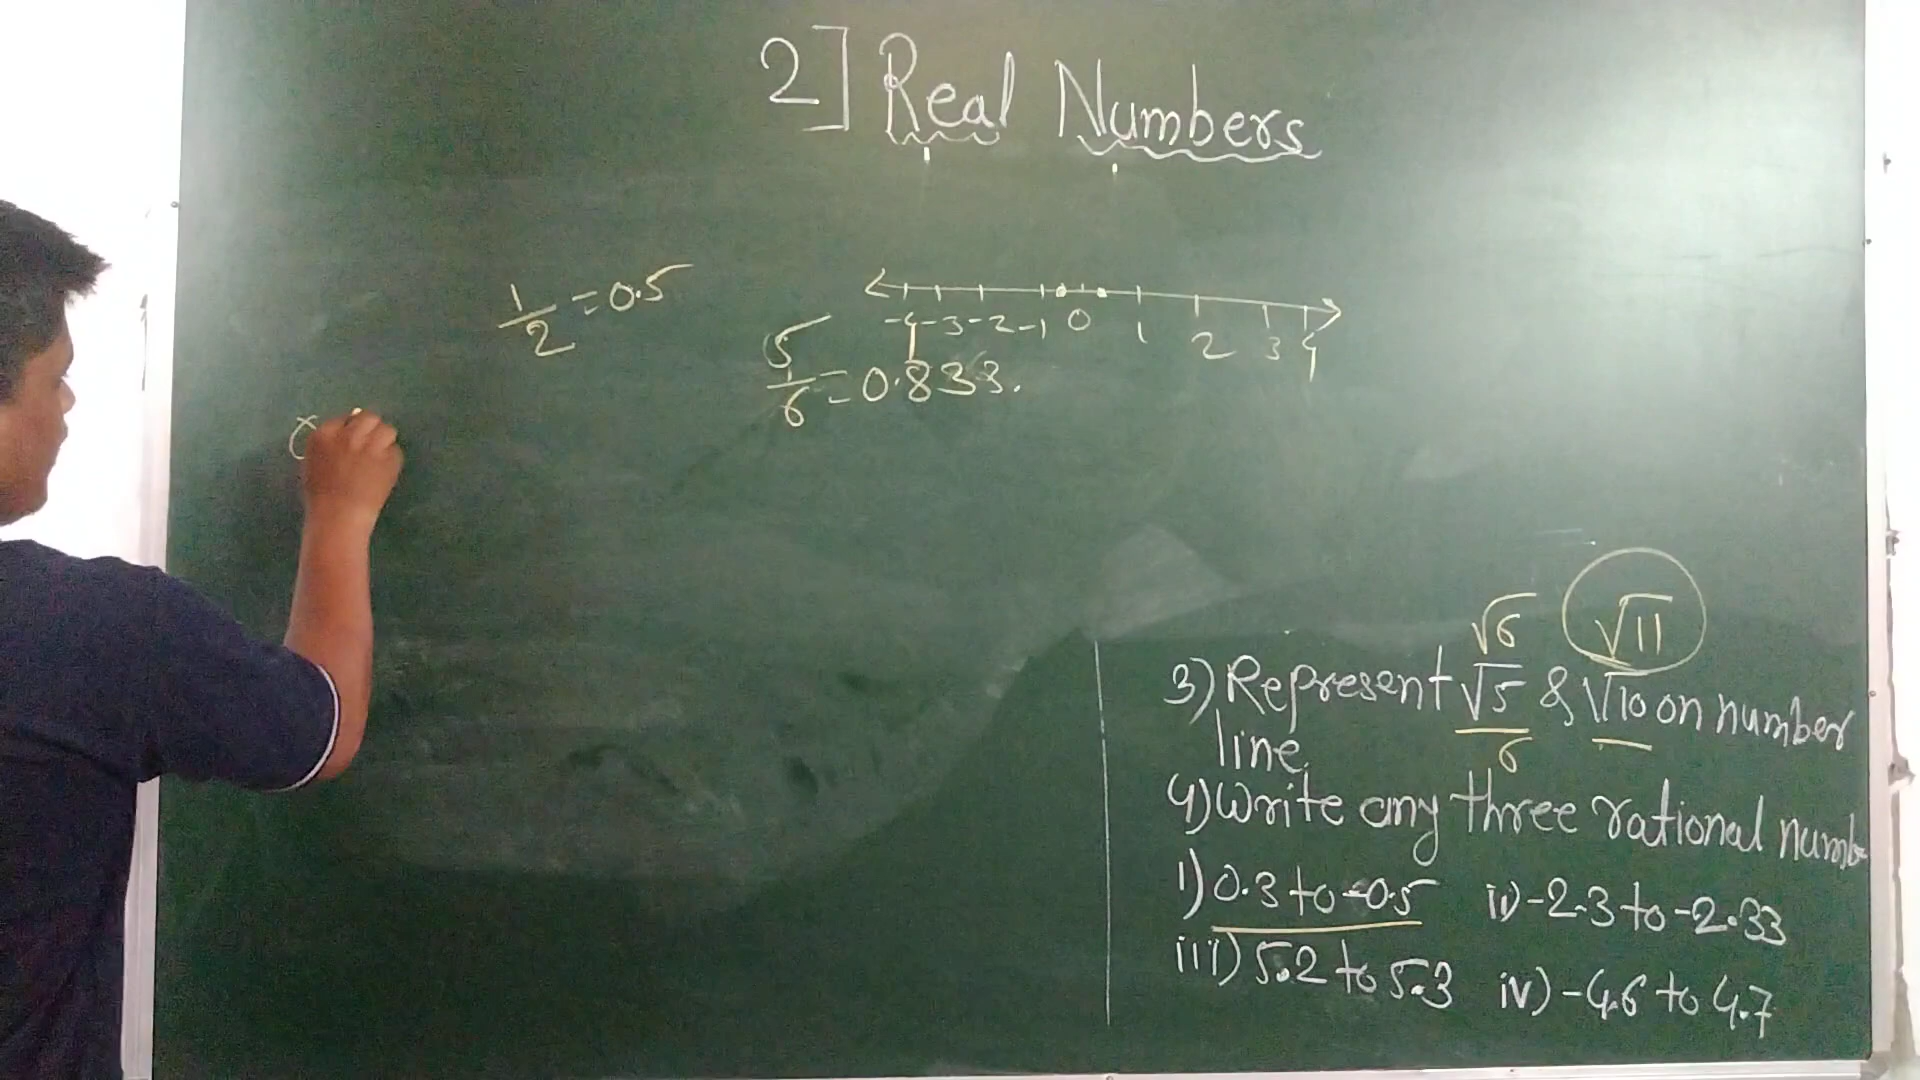 2] Real Numbers
1/2 = 0.5
-4 -3 -2 -1 0 1 2 3 4
5/6 = 0.833.
√6 √11
3) Represent √5 & √10 on number
line.
6
4) Write any three rational numbe
i) 0.3 to -0.5 ii) -2.3 to -2.33
iii) 5.2 to 5.3 iv) -4.6 to 4.7